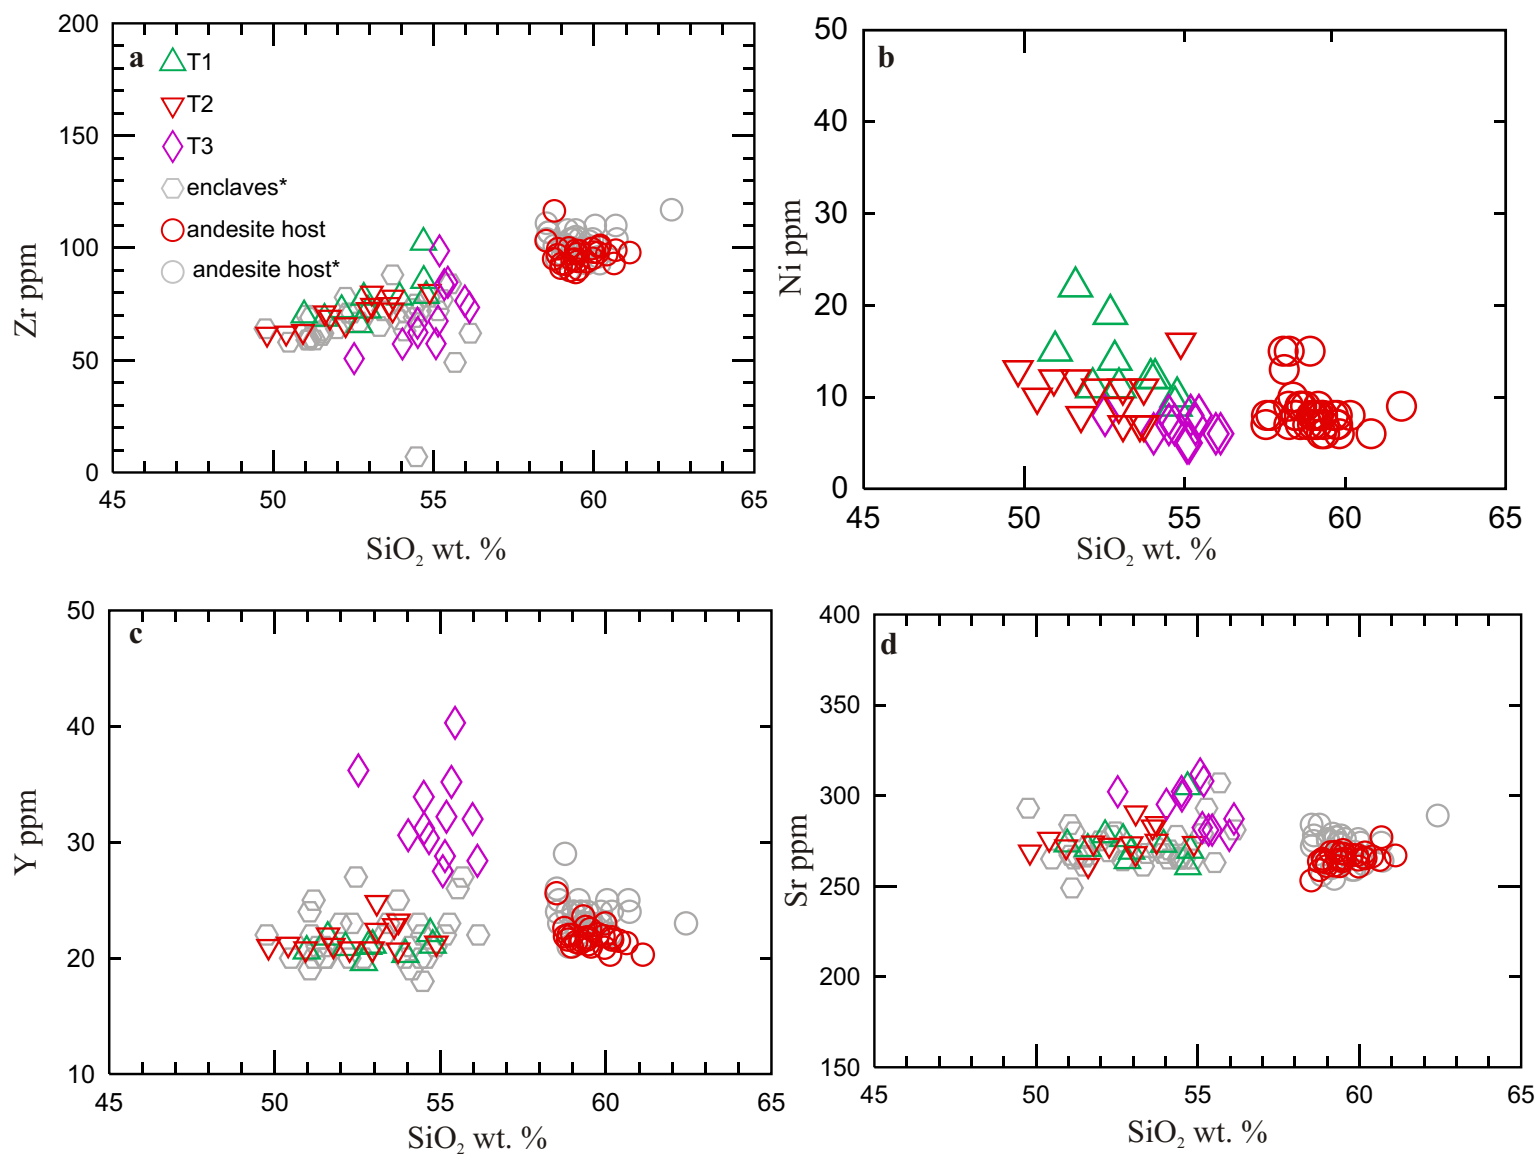 a
T1
T2
T3
enclaves*
andesite host
andesite host*
200
150
100
50
0
45 50 55 60 65
Zr ppm
SiO₂ wt. %
b
50
40
30
20
10
0
45 50 55 60 65
Ni ppm
SiO₂ wt. %
c
50
40
30
20
10
45 50 55 60 65
Y ppm
SiO₂ wt. %
d
400
350
300
250
200
150
45 50 55 60 65
Sr ppm
SiO₂ wt. %